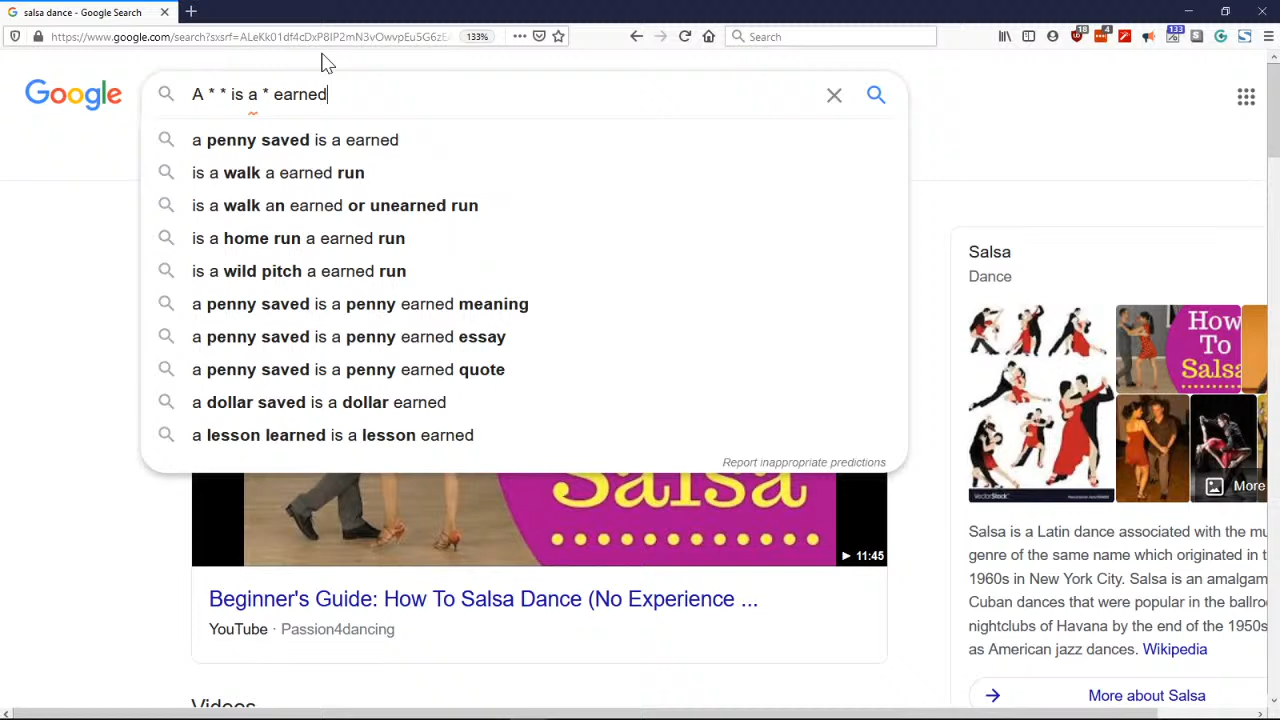 salsa dance - Google Search
https://www.google.com/search?sxsrf=ALeKk01df4cDxP8IP2mN3vOwvpEu5G6zE
133%
Search
18
4
133
Google
A * * is a * earned
a penny saved is a earned
is a walk a earned run
is a walk an earned or unearned run
is a home run a earned run
is a wild pitch a earned run
a penny saved is a penny earned meaning
a penny saved is a penny earned essay
a penny saved is a penny earned quote
a dollar saved is a dollar earned
a lesson learned is a lesson earned
Report inappropriate predictions
Salsa
11:45
Beginner's Guide: How To Salsa Dance (No Experience ...
YouTube · Passion4dancing
Videos
Salsa
Dance
How
To
Salsa
VectorStock
More
Salsa is a Latin dance associated with the mu
genre of the same name which originated in t
1960s in New York City. Salsa is an amalgam
Cuban dances that were popular in the ballro
nightclubs of Havana by the end of the 1950s
as American jazz dances. Wikipedia
More about Salsa